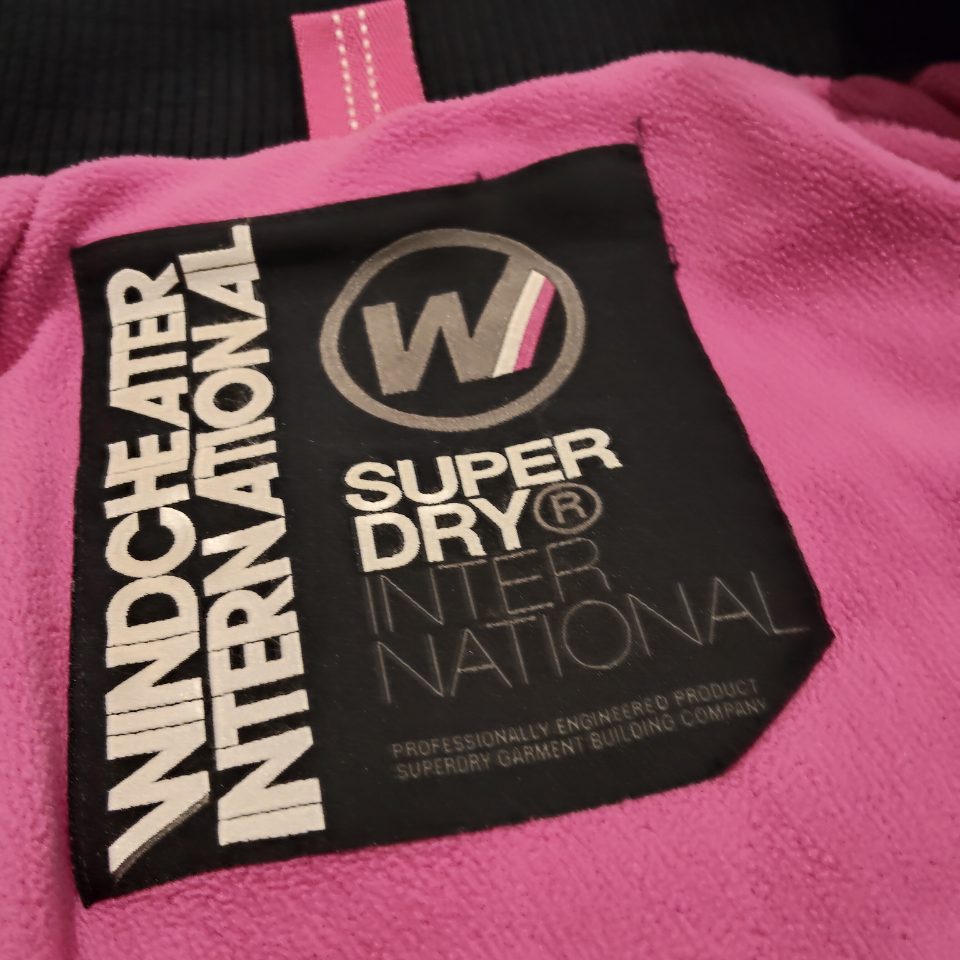 WINDCHEATER
INTERNATIONAL
W
SUPER
DRY®
INTER
NATIONAL
PROFESSIONALLY ENGINEERED PRODUCT
SUPERDRY GARMENT BUILDING COMPANY